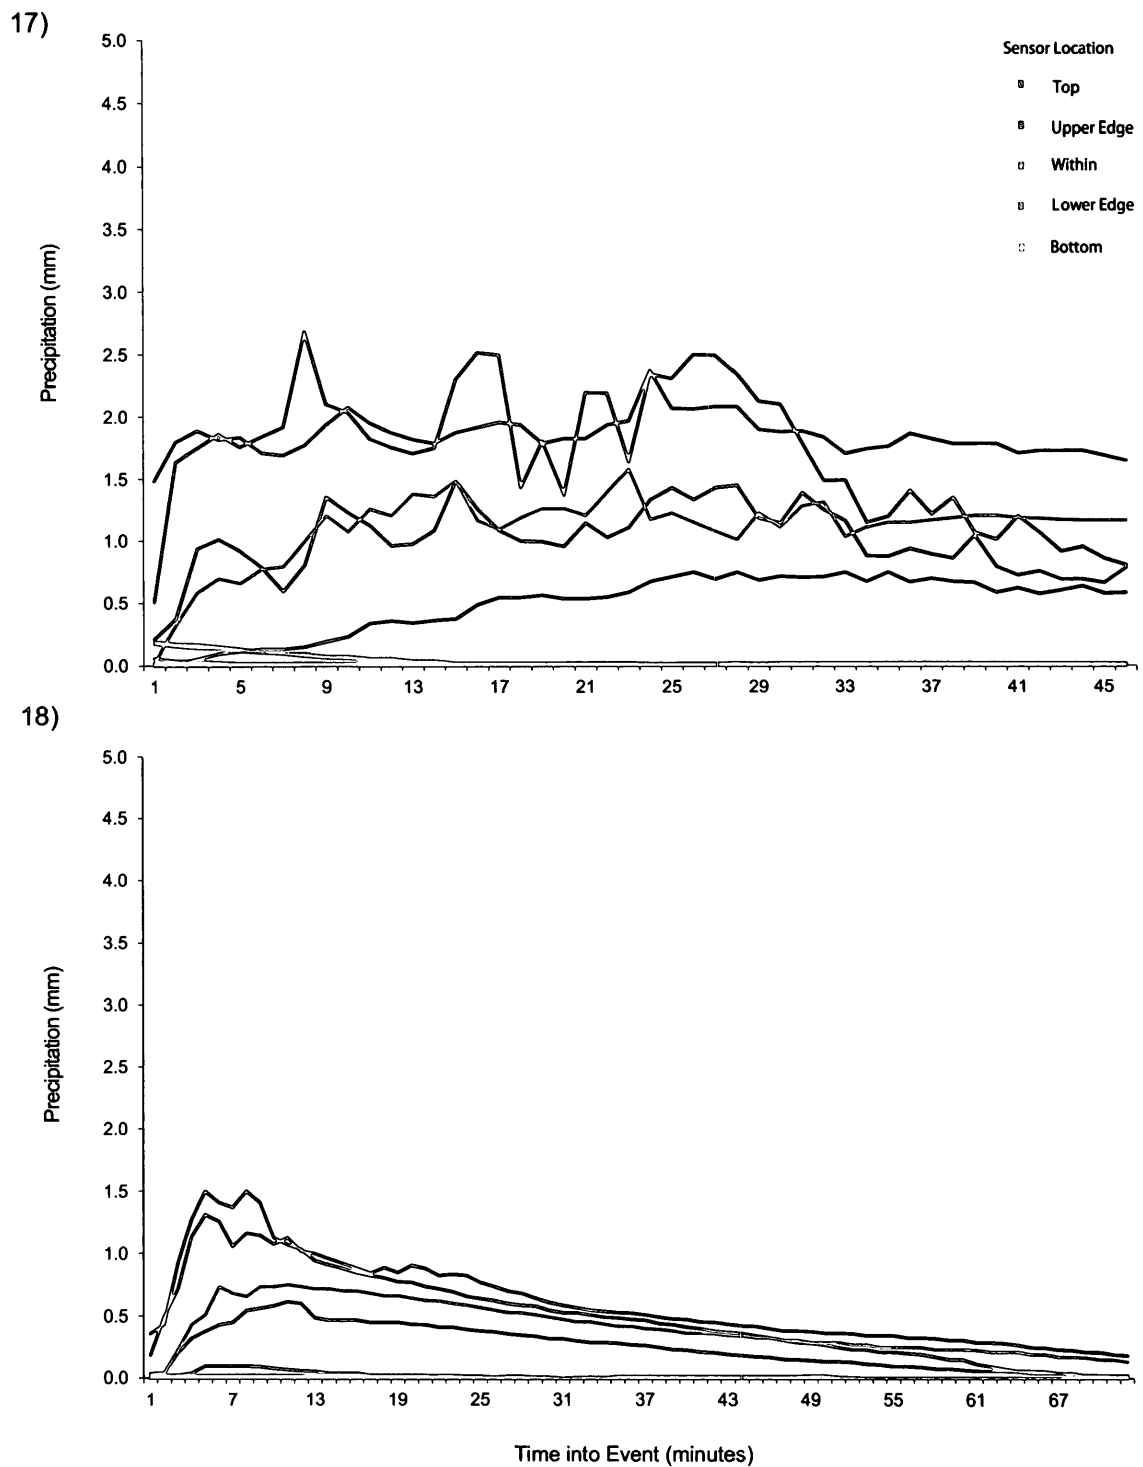 17)
5.0
4.5
4.0
3.5
3.0
2.5
2.0
1.5
1.0
0.5
0.0
Precipitation (mm)
1 5 9 13 17 21 25 29 33 37 41 45
Sensor Location
Top
Upper Edge
Within
Lower Edge
Bottom
18)
5.0
4.5
4.0
3.5
3.0
2.5
2.0
1.5
1.0
0.5
0.0
Precipitation (mm)
1 7 13 19 25 31 37 43 49 55 61 67
Time into Event (minutes)